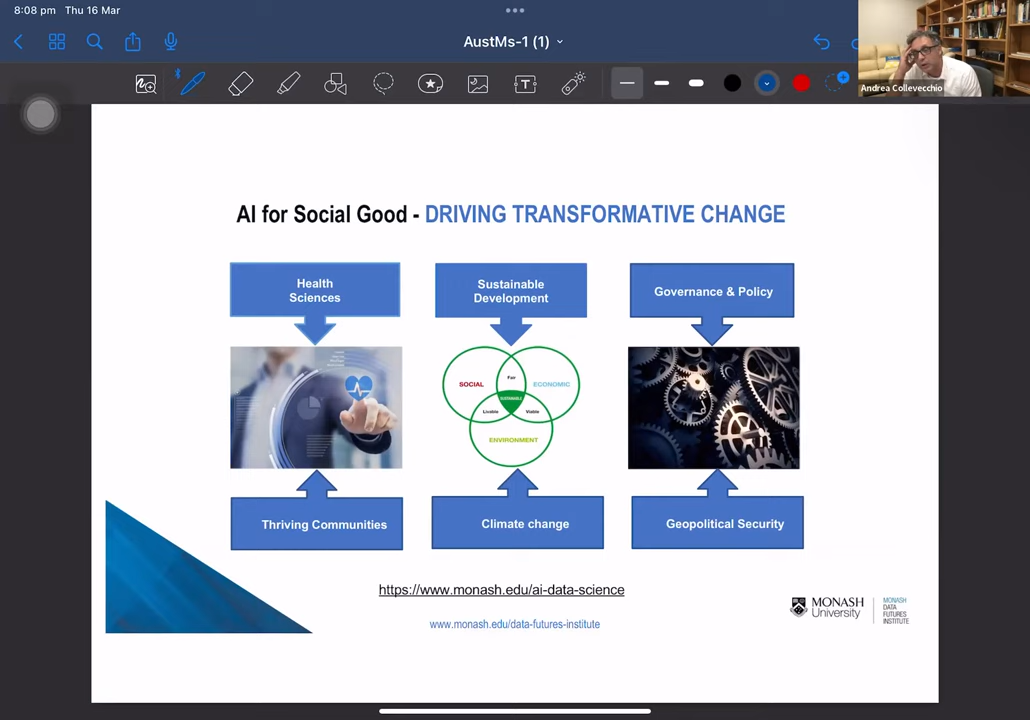 8:08 pm Thu 16 Mar
AustMs-1 (1)
Andrea Collevecchio
AI for Social Good - DRIVING TRANSFORMATIVE CHANGE
Health
Sciences
Sustainable
Development
Governance & Policy
SOCIAL
Fair
ECONOMIC
SUSTAINABLE
Livable
Viable
ENVIRONMENT
Thriving Communities
Climate change
Geopolitical Security
https://www.monash.edu/ai-data-science
www.monash.edu/data-futures-institute
MONASH
University
MONASH
DATA
FUTURES
INSTITUTE